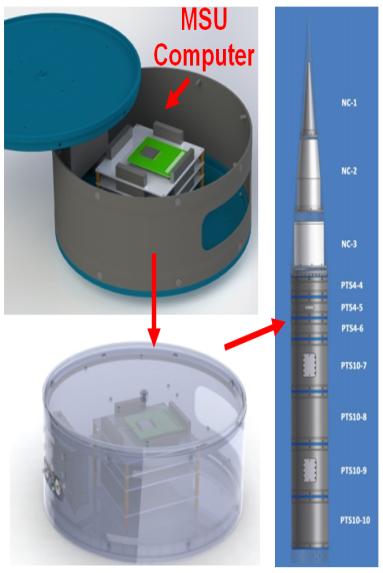 MSU
Computer
NC-1
NC-2
NC-3
PTS4-4
PTS4-5
PTS4-6
PTS10-7
PTS10-8
PTS10-9
PTS10-10